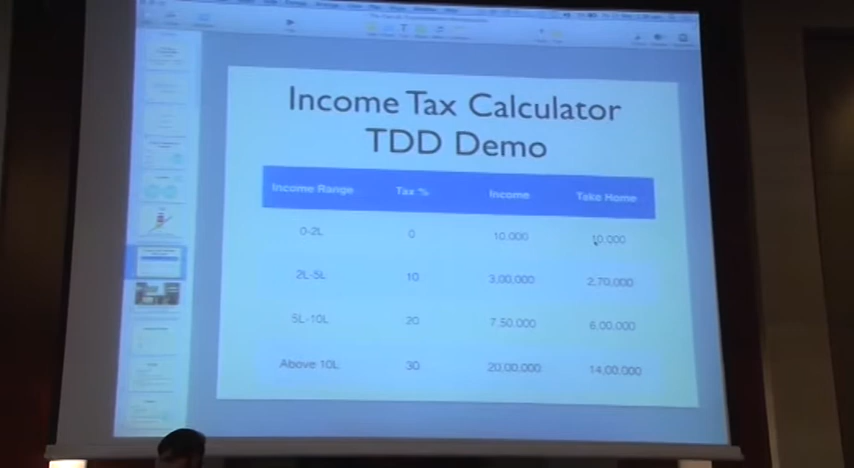 Income Tax Calculator
TDD Demo
Income Range Tax % Income Take Home
0-2L 0 10,000 10,000
2L-5L 10 3,00,000 2,70,000
5L-10L 20 7,50,000 6,00,000
Above 10L 30 20,00,000 14,00,000